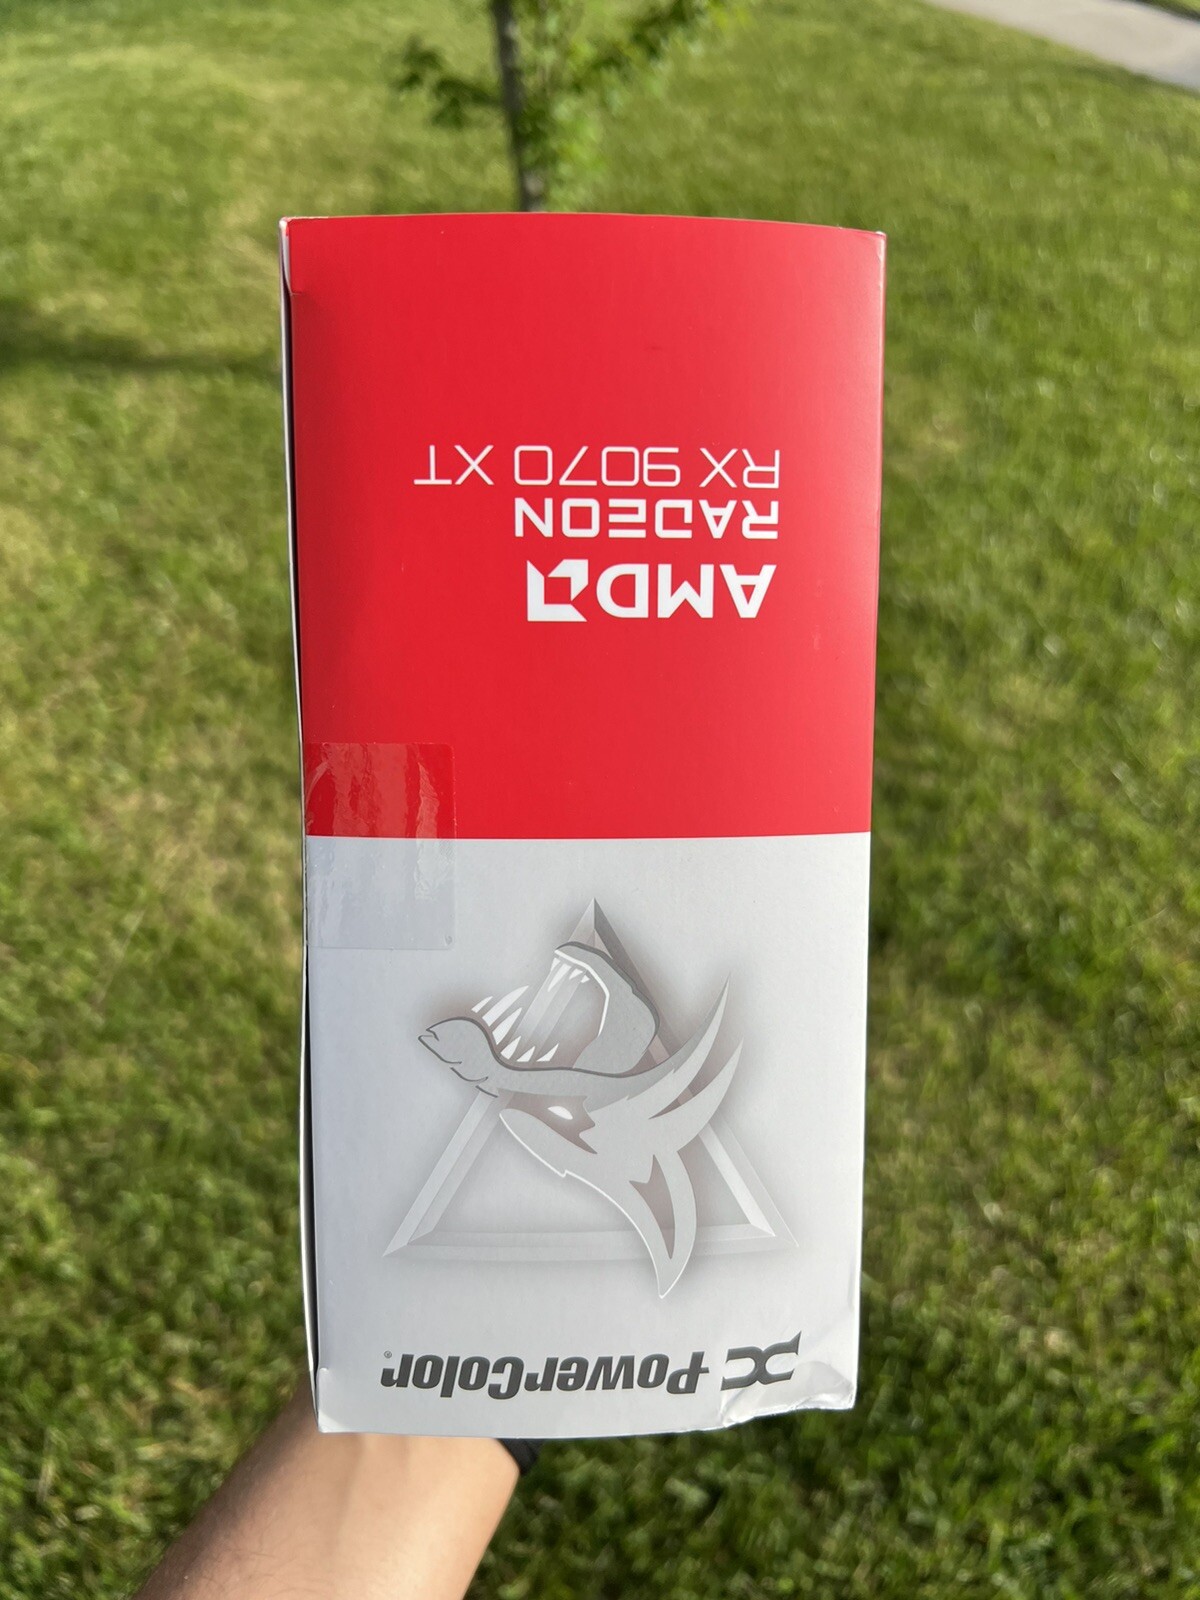 PowerColor®
AMD
RADEON
RX 9070 XT